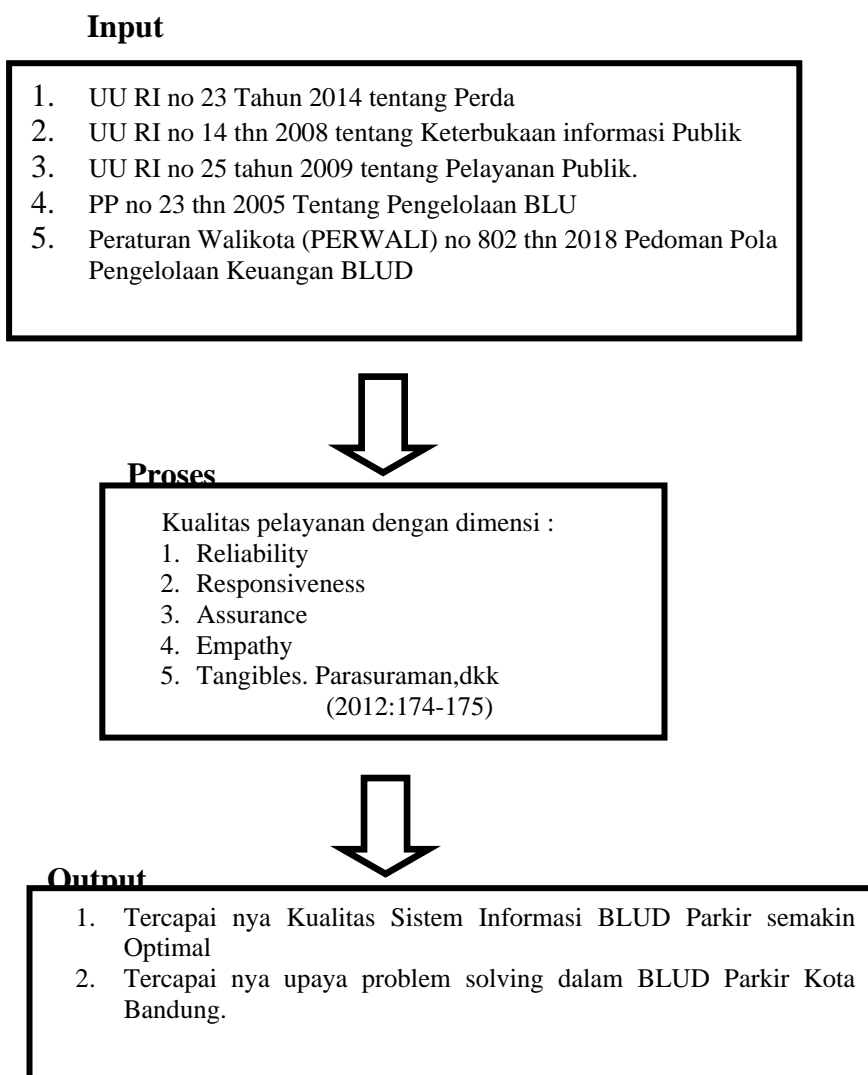 Input
1. UU RI no 23 Tahun 2014 tentang Perda
2. UU RI no 14 thn 2008 tentang Keterbukaan informasi Publik
3. UU RI no 25 tahun 2009 tentang Pelayanan Publik.
4. PP no 23 thn 2005 Tentang Pengelolaan BLU
5. Peraturan Walikota (PERWALI) no 802 thn 2018 Pedoman Pola
Pengelolaan Keuangan BLUD
Proses
Kualitas pelayanan dengan dimensi :
1. Reliability
2. Responsiveness
3. Assurance
4. Empathy
5. Tangibles. Parasuraman,dkk
(2012:174-175)
Output
1. Tercapai nya Kualitas Sistem Informasi BLUD Parkir semakin
Optimal
2. Tercapai nya upaya problem solving dalam BLUD Parkir Kota
Bandung.